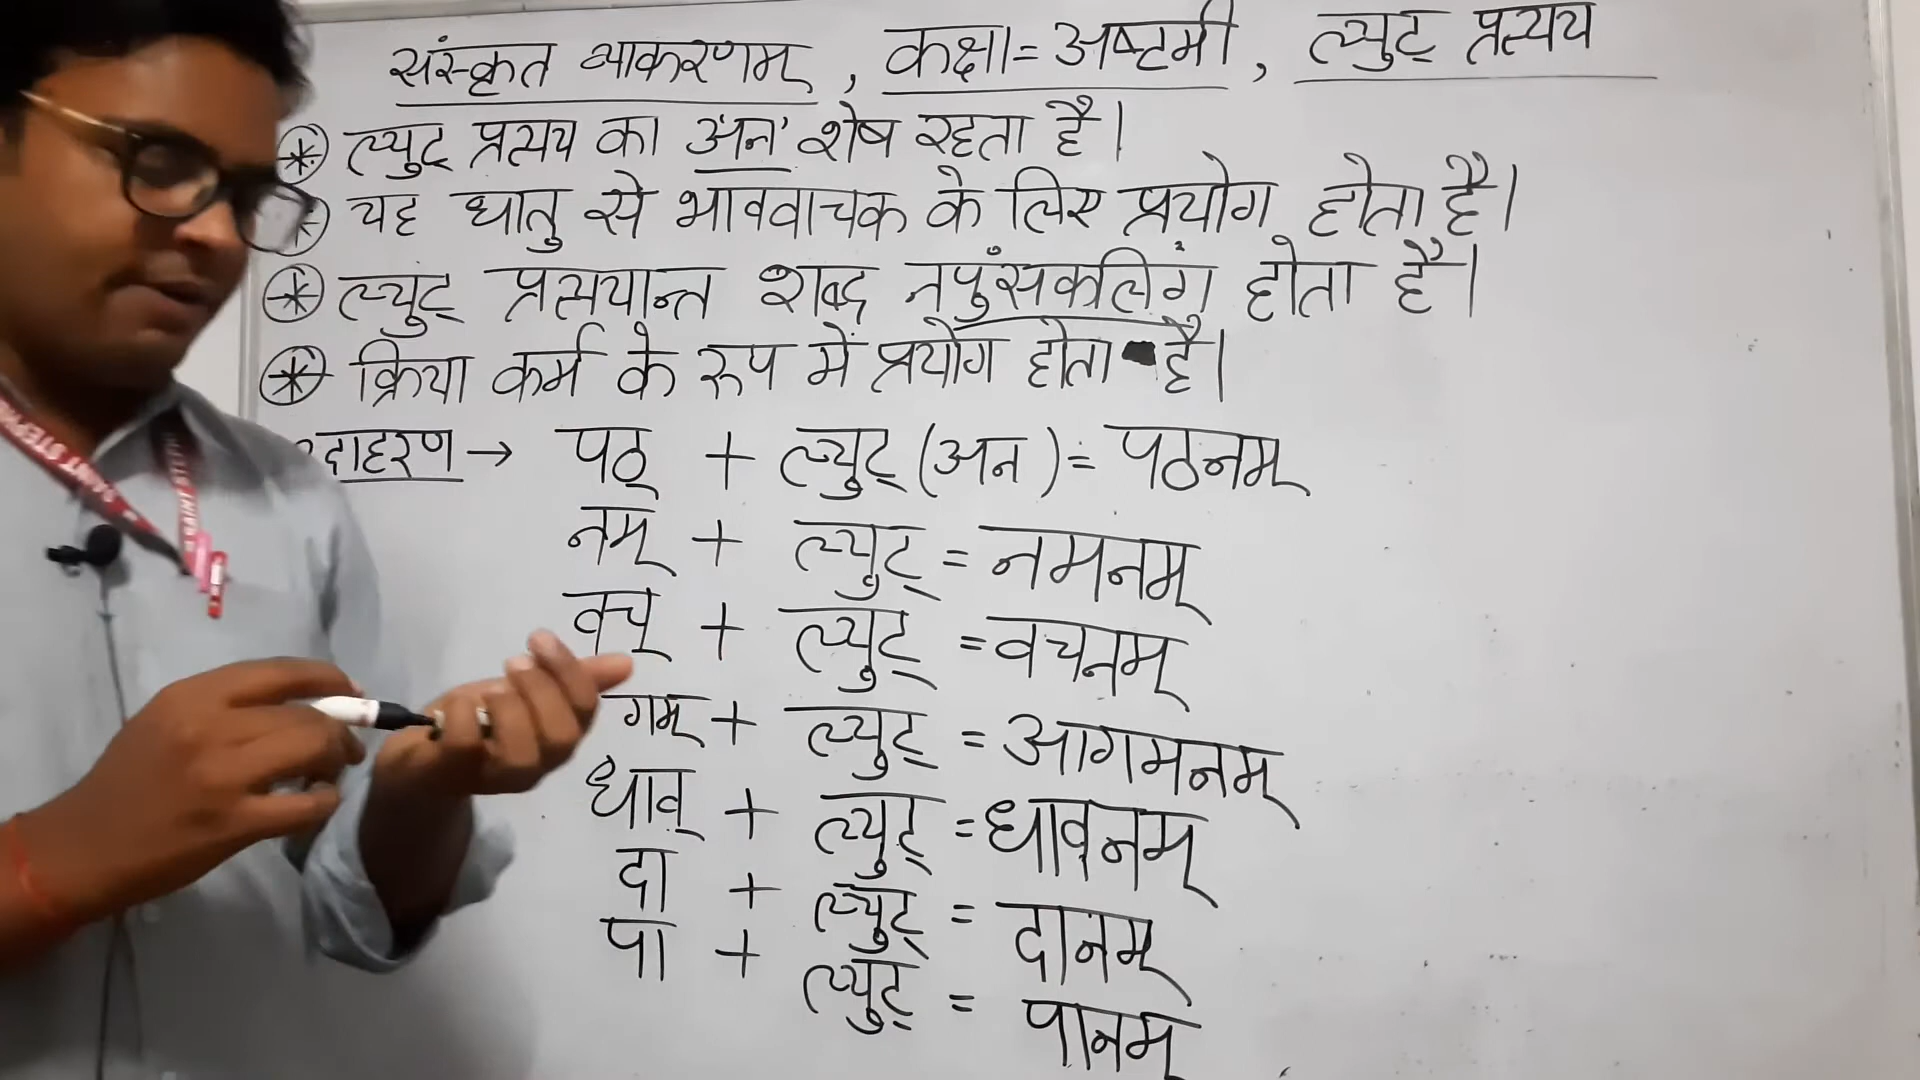 संस्कृत व्याकरणम् , कक्षा = अष्टमी , ल्युट् प्रत्यय
ल्युट् प्रत्यय का 'अन' शेष रहता है।
यह धातु से भाववाचक के लिए प्रयोग होता है।
ल्युट् प्रत्ययान्त शब्द नपुंसकलिंग होता है।
क्रिया कर्म के रुप में प्रयोग होता है।
उदाहरण → पठ् + ल्युट् (अन) = पठनम्
नम् + ल्युट् = नमनम्
वच् + ल्युट् = वचनम्
गम् + ल्युट् = आगमनम्
धाव् + ल्युट् = धावनम्
दा + ल्युट् = दानम्
पा + ल्युट् = पानम्